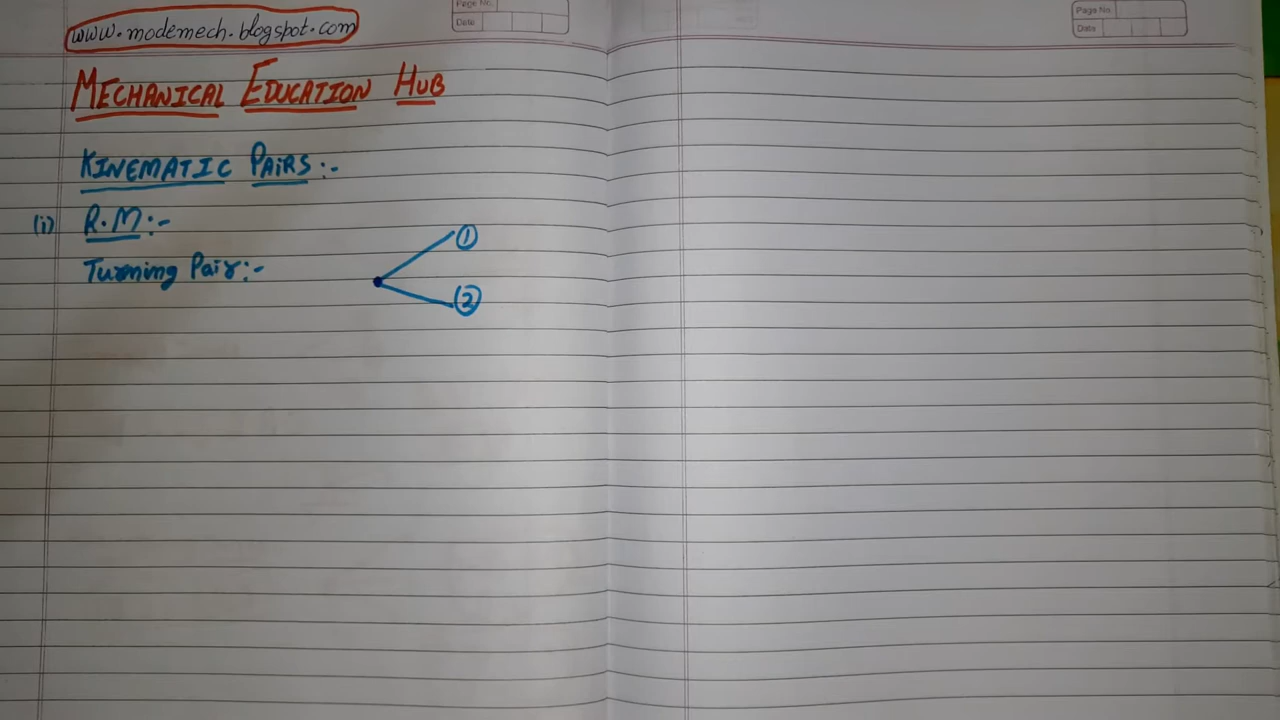 www.modemech.blogspot.com
Page No.
Date
Page No.
Date
MECHANICAL EDUCATION HUB
KINEMATIC PAIRS:-
(i) R.M:-
Turning Pair:-
①
②